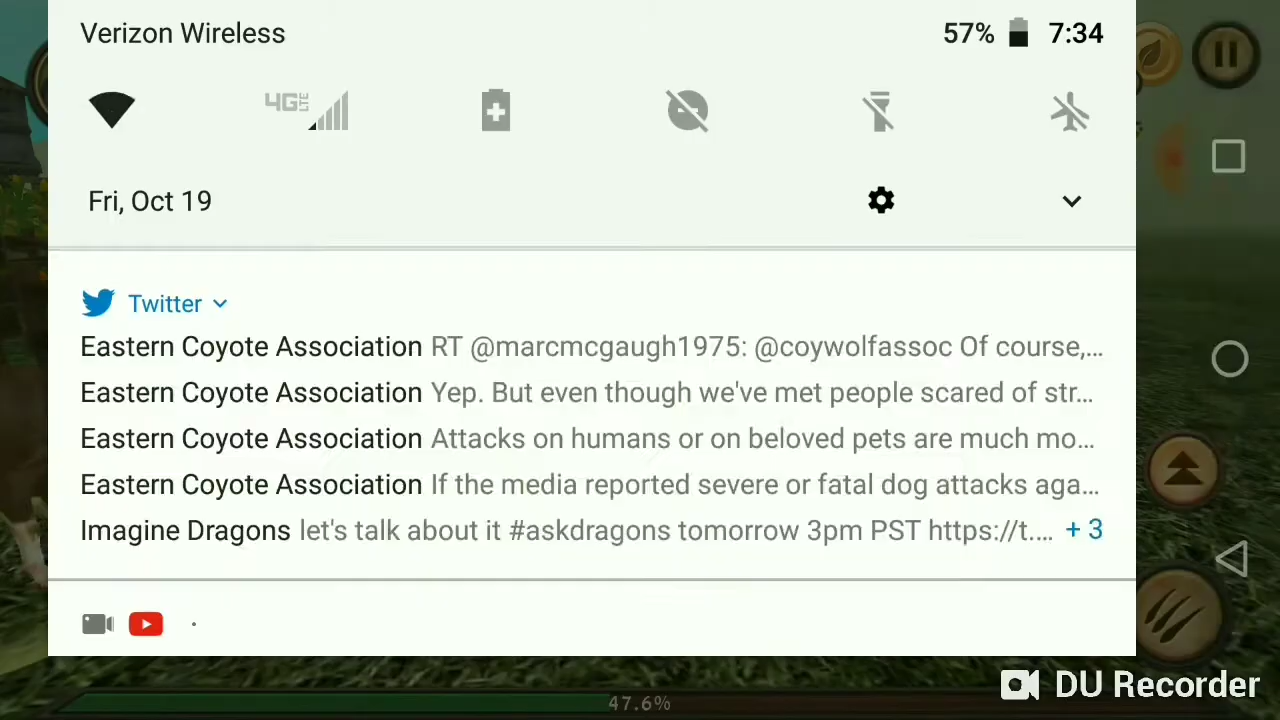 Verizon Wireless 57% 7:34
4G LTE
Fri, Oct 19
Twitter
Eastern Coyote Association RT @marcmcgaugh1975: @coywolfassoc Of course,...
Eastern Coyote Association Yep. But even though we've met people scared of str...
Eastern Coyote Association Attacks on humans or on beloved pets are much mo...
Eastern Coyote Association If the media reported severe or fatal dog attacks aga...
Imagine Dragons let's talk about it #askdragons tomorrow 3pm PST https://t.... + 3
DU Recorder
47.6%